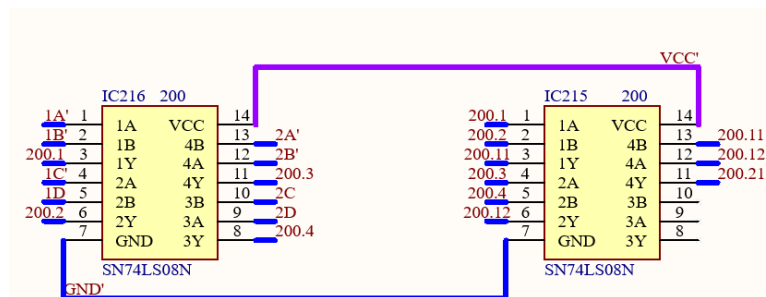 VCC'
IC216 200
1A' 1 1A VCC 14
1B' 2 1B 4B 13 2A'
200.1 3 1Y 4A 12 2B'
1C' 4 2A 4Y 11 200.3
1D 5 2B 3B 10 2C
200.2 6 2Y 3A 9 2D
7 GND 3Y 8 200.4
SN74LS08N
GND'
IC215 200
200.1 1 1A VCC 14
200.2 2 1B 4B 13 200.11
200.11 3 1Y 4A 12 200.12
200.3 4 2A 4Y 11 200.21
200.4 5 2B 3B 10
200.12 6 2Y 3A 9
7 GND 3Y 8
SN74LS08N